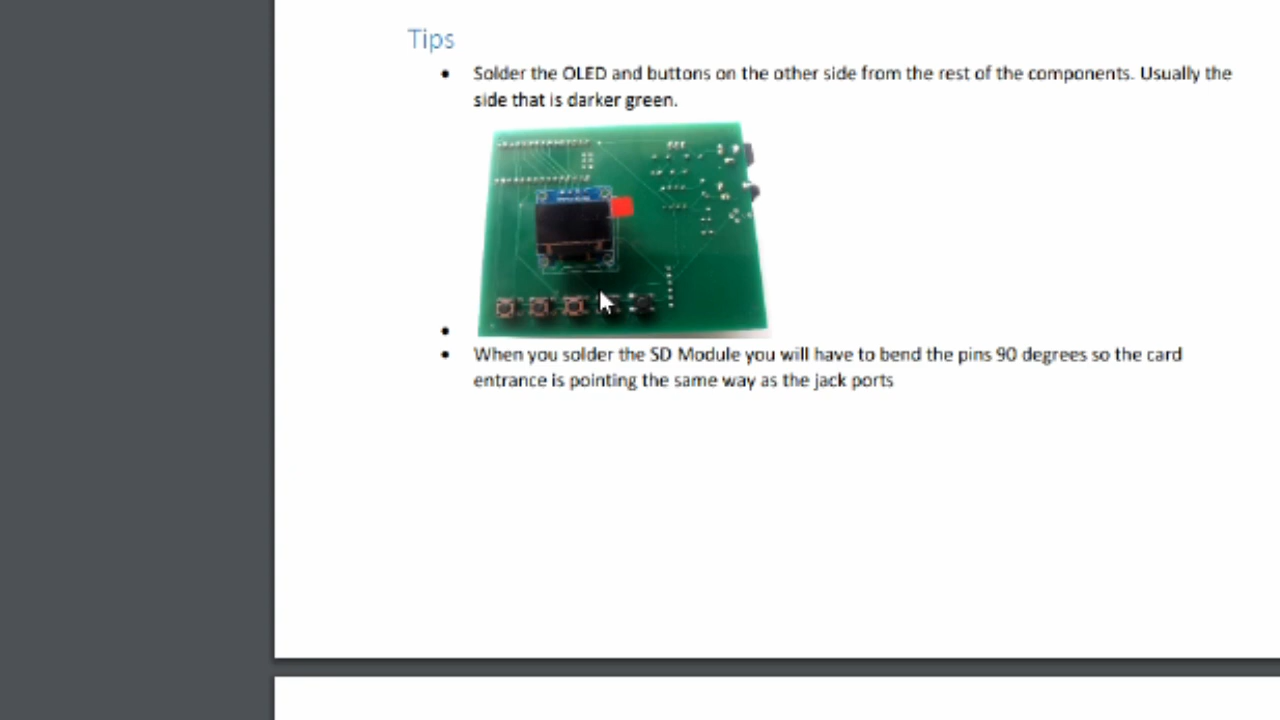 Tips
• Solder the OLED and buttons on the other side from the rest of the components. Usually the
side that is darker green.
•
• When you solder the SD Module you will have to bend the pins 90 degrees so the card
entrance is pointing the same way as the jack ports